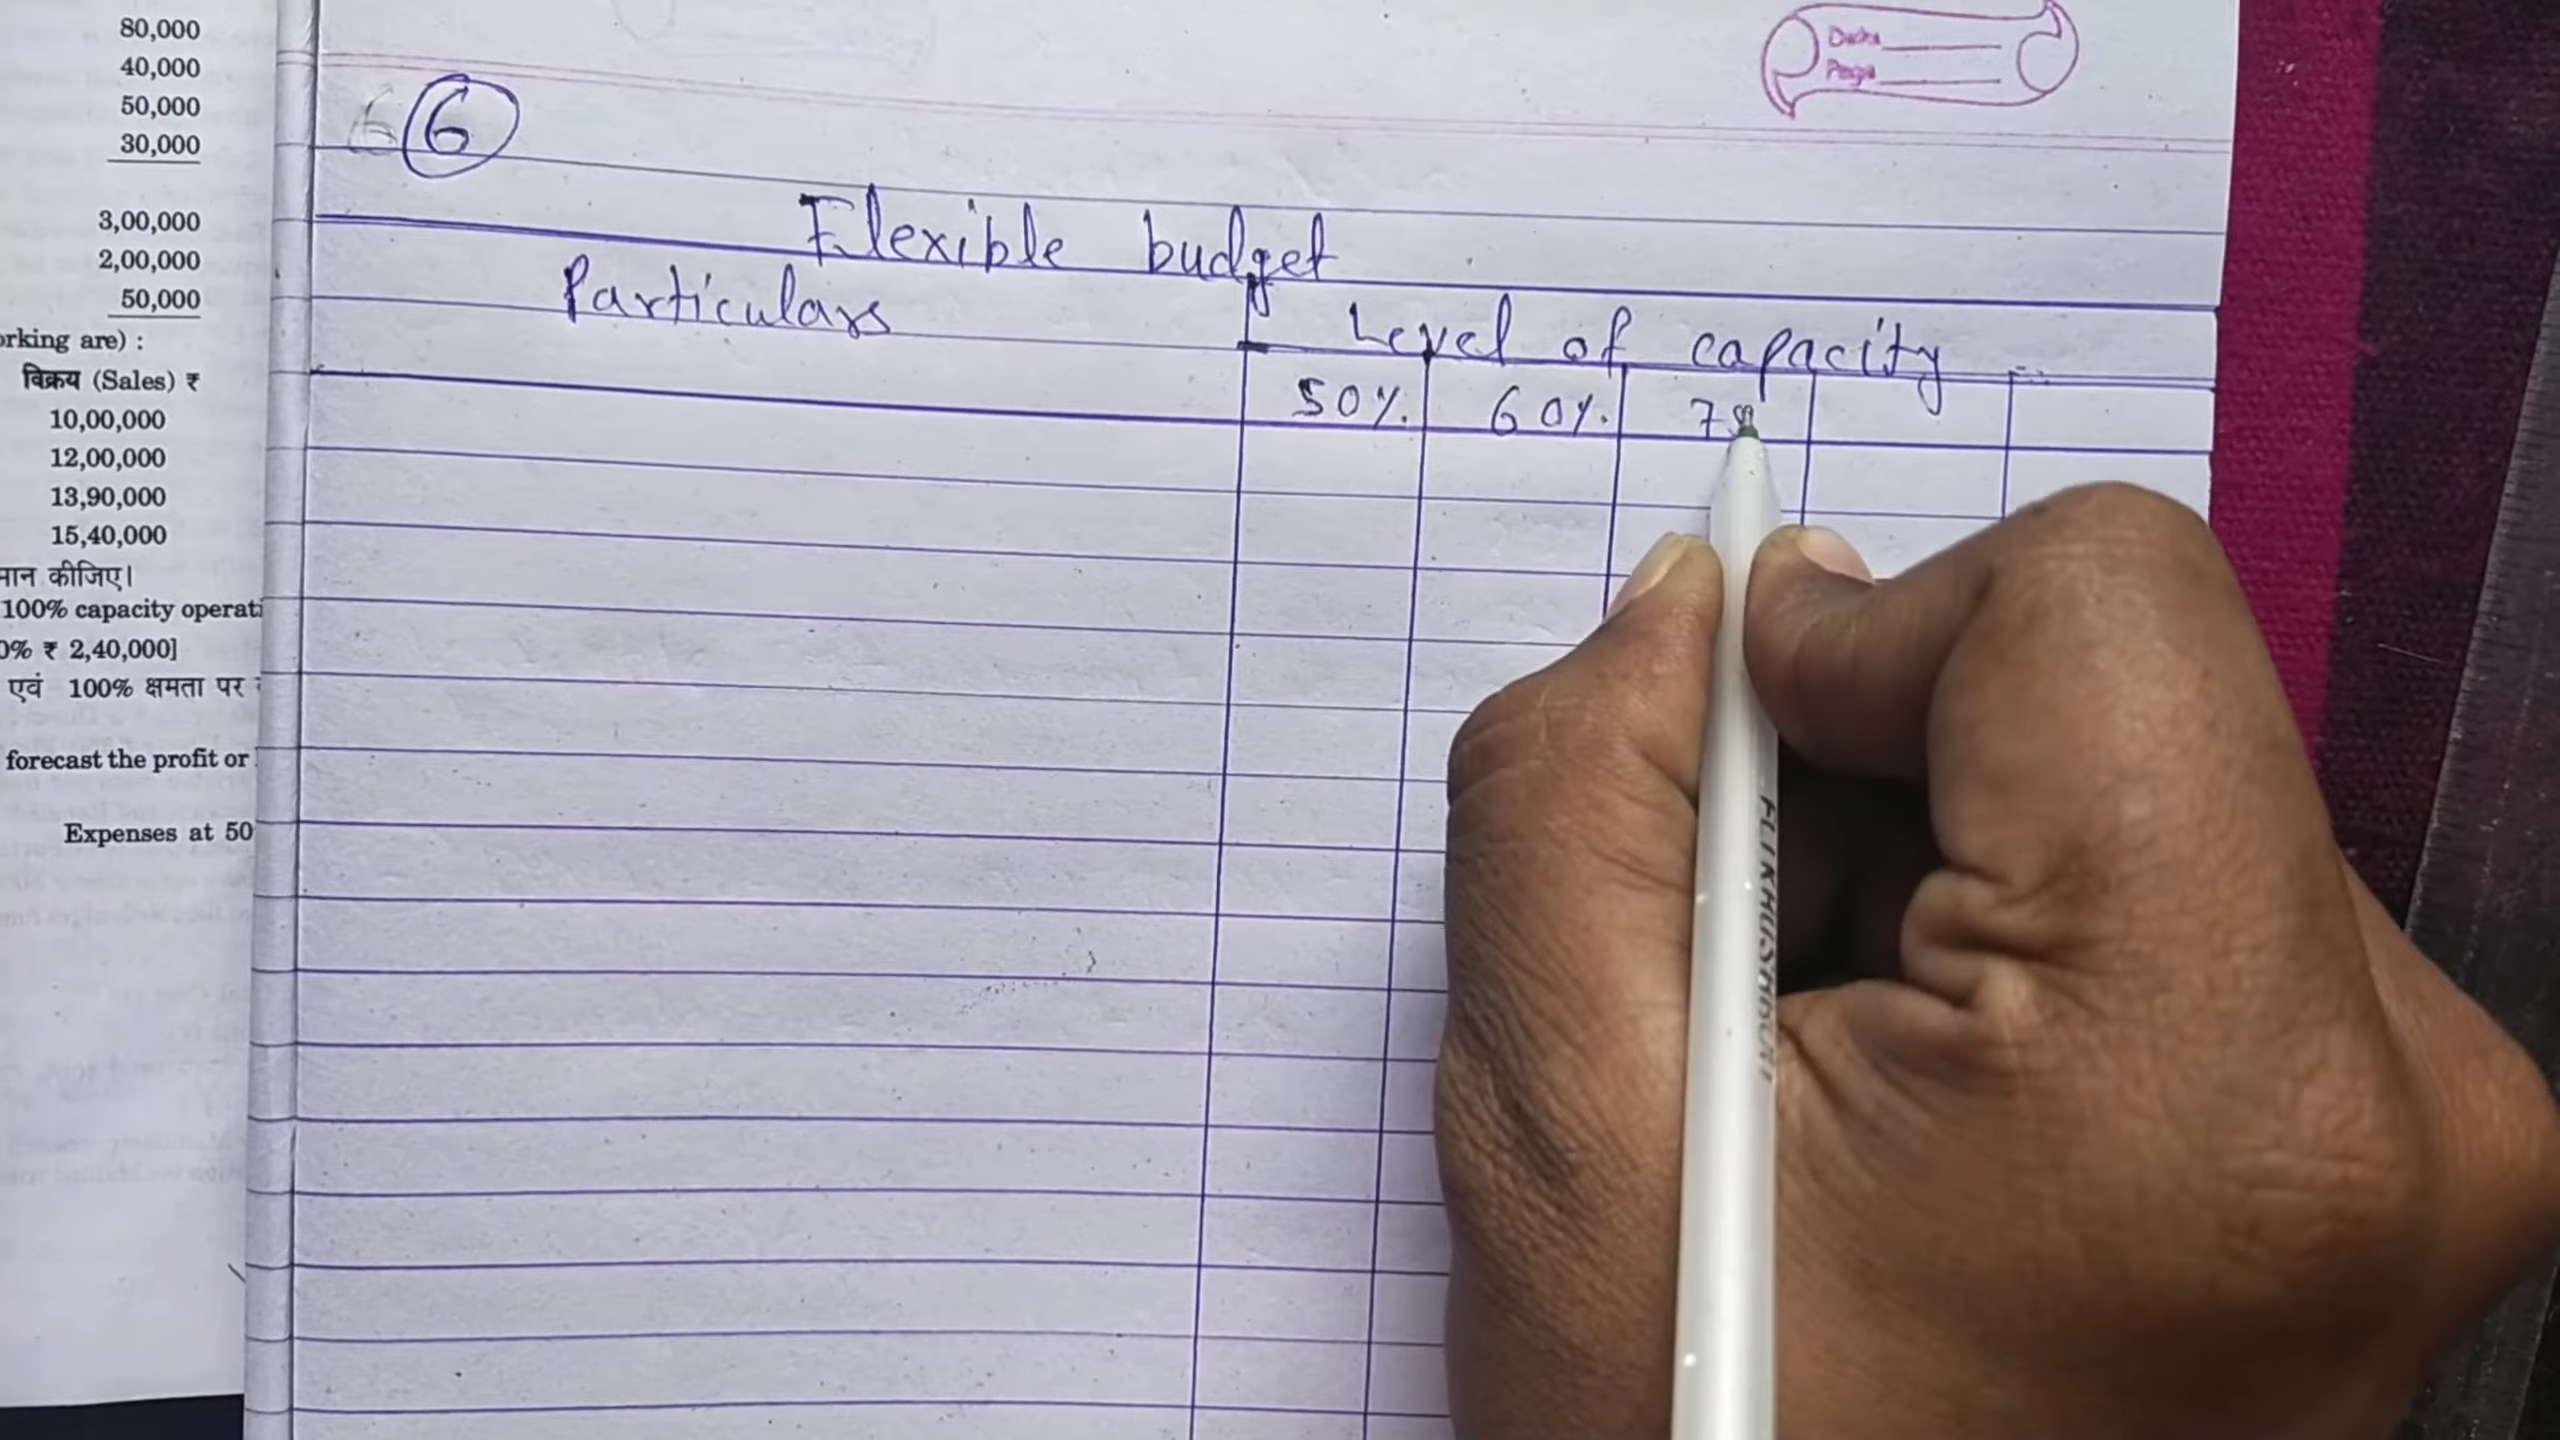 80,000
40,000
50,000
30,000
3,00,000
2,00,000
50,000
orking are) :
विक्रय (Sales) ₹
10,00,000
12,00,000
13,90,000
15,40,000
मान कीजिए।
100% capacity operati
0% ₹ 2,40,000]
एवं 100% क्षमता पर
forecast the profit or
Expenses at 50
6
Flexible budget
Particulars
Level of capacity
50%. 60%. 7
Date
Page